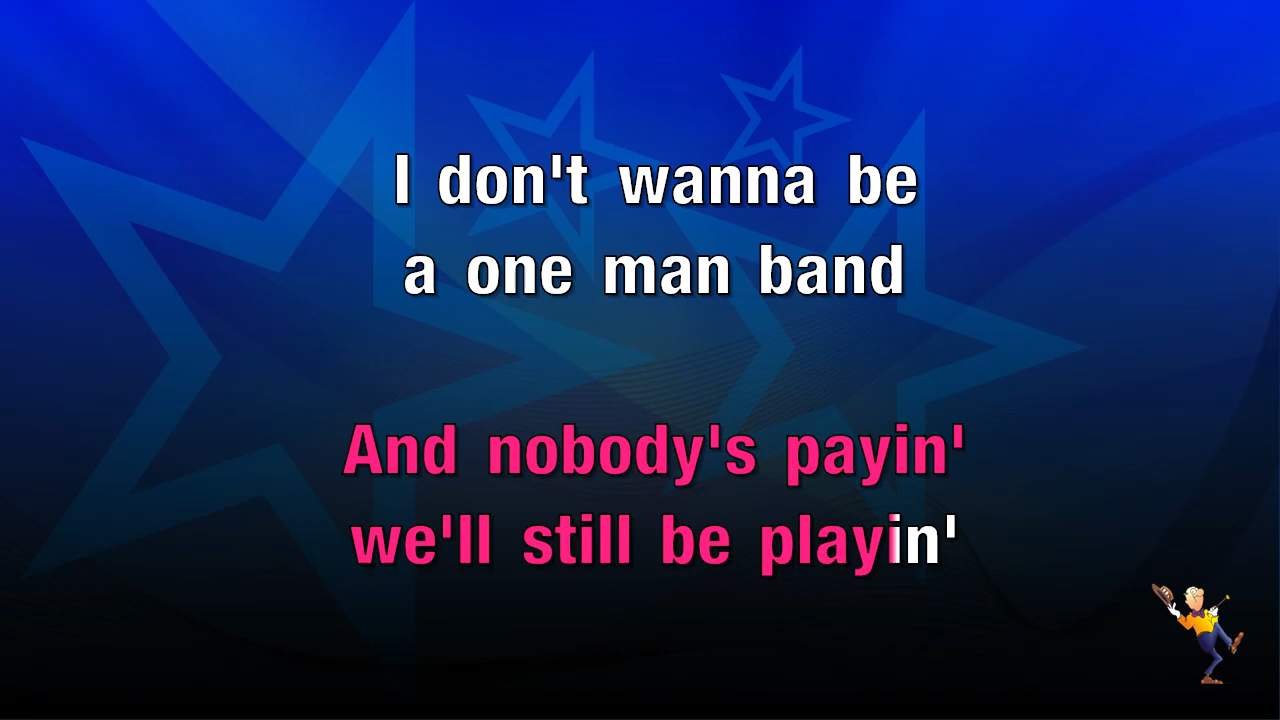 I don't wanna be
a one man band
And nobody's payin'
we'll still be playin'